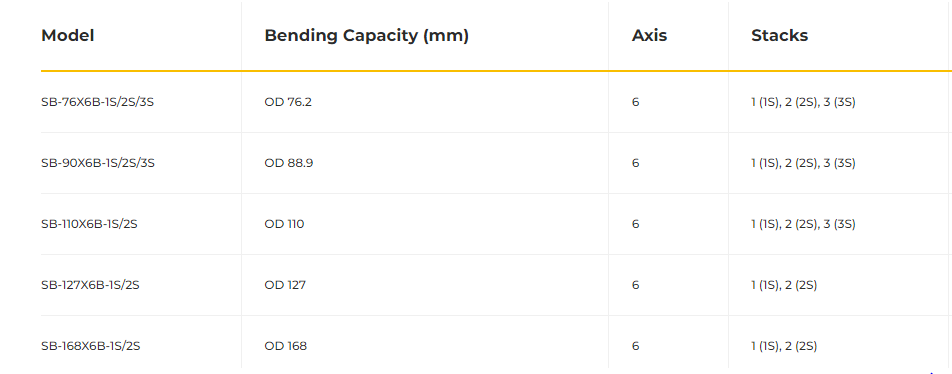 Model Bending Capacity (mm) Axis Stacks
SB-76X6B-1S/2S/3S OD 76.2 6 1 (1S), 2 (2S), 3 (3S)
SB-90X6B-1S/2S/3S OD 88.9 6 1 (1S), 2 (2S), 3 (3S)
SB-110X6B-1S/2S OD 110 6 1 (1S), 2 (2S), 3 (3S)
SB-127X6B-1S/2S OD 127 6 1 (1S), 2 (2S)
SB-168X6B-1S/2S OD 168 6 1 (1S), 2 (2S)